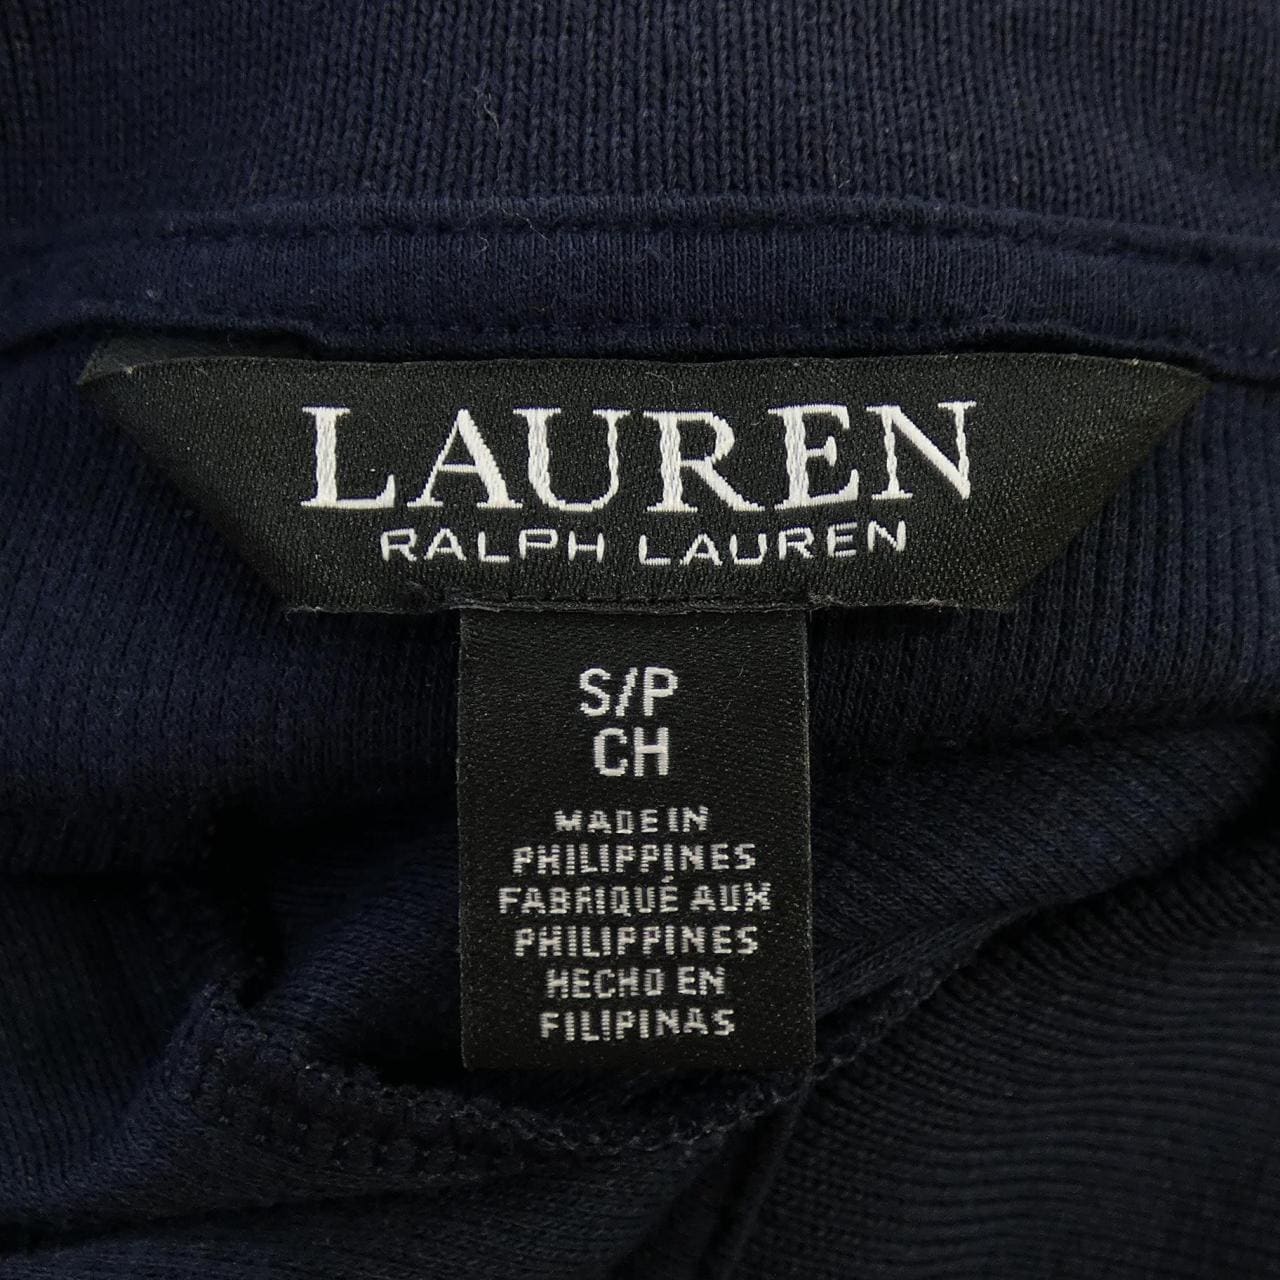 LAUREN
RALPH LAUREN
S/P
CH
MADE IN
PHILIPPINES
FABRIQUÉ AUX
PHILIPPINES
HECHO EN
FILIPINAS